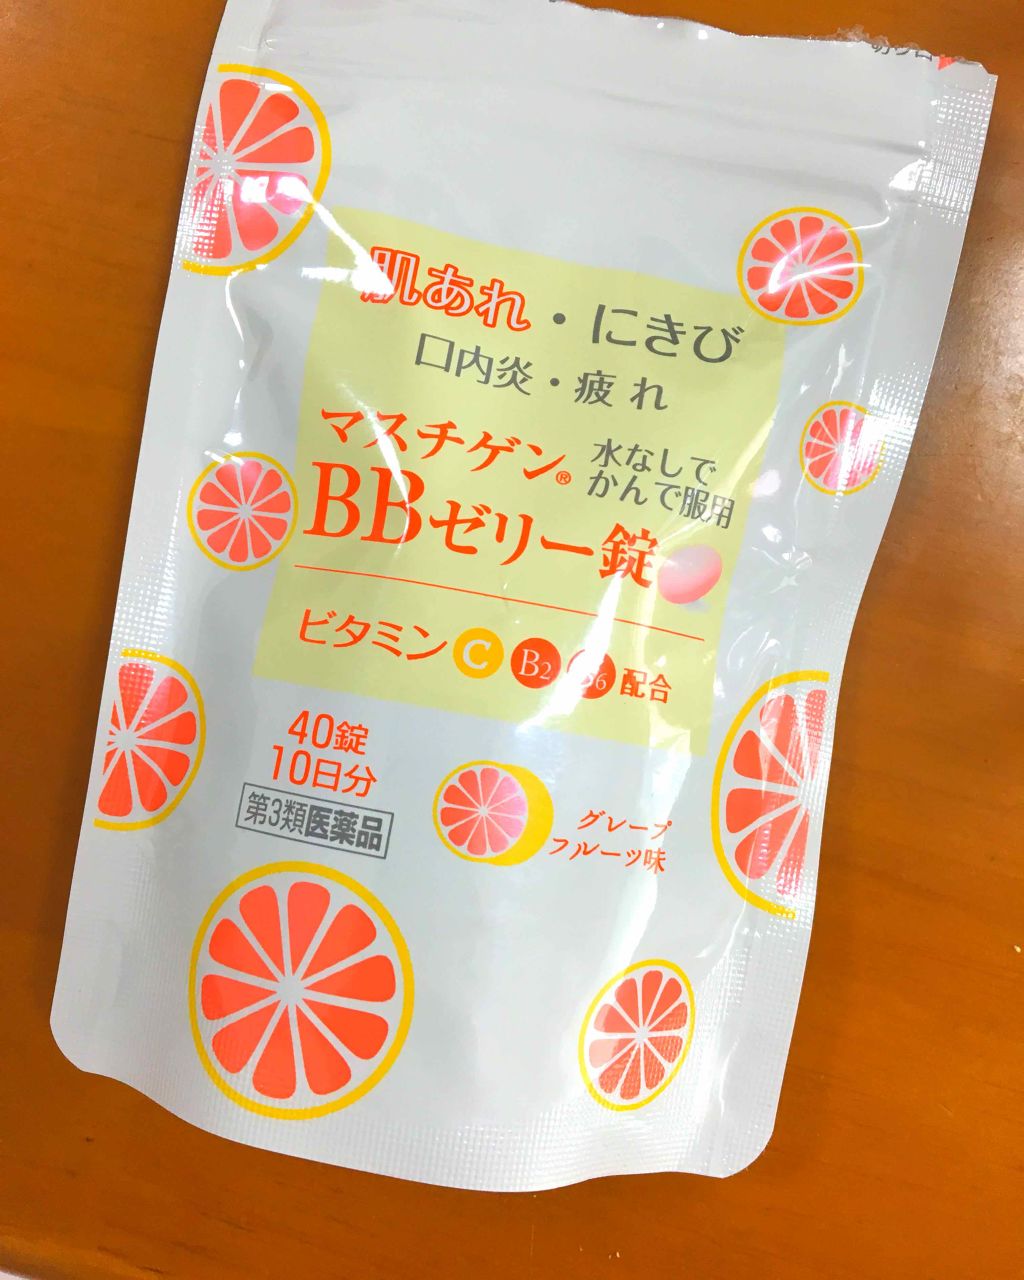 切り口
肌あれ・にきび
口内炎・疲れ
マスチゲン®
水なしで
かんで服用
BBゼリー錠
ビタミン C B2 B6 配合
40錠
10日分
第3類医薬品
グレープ
フルーツ味